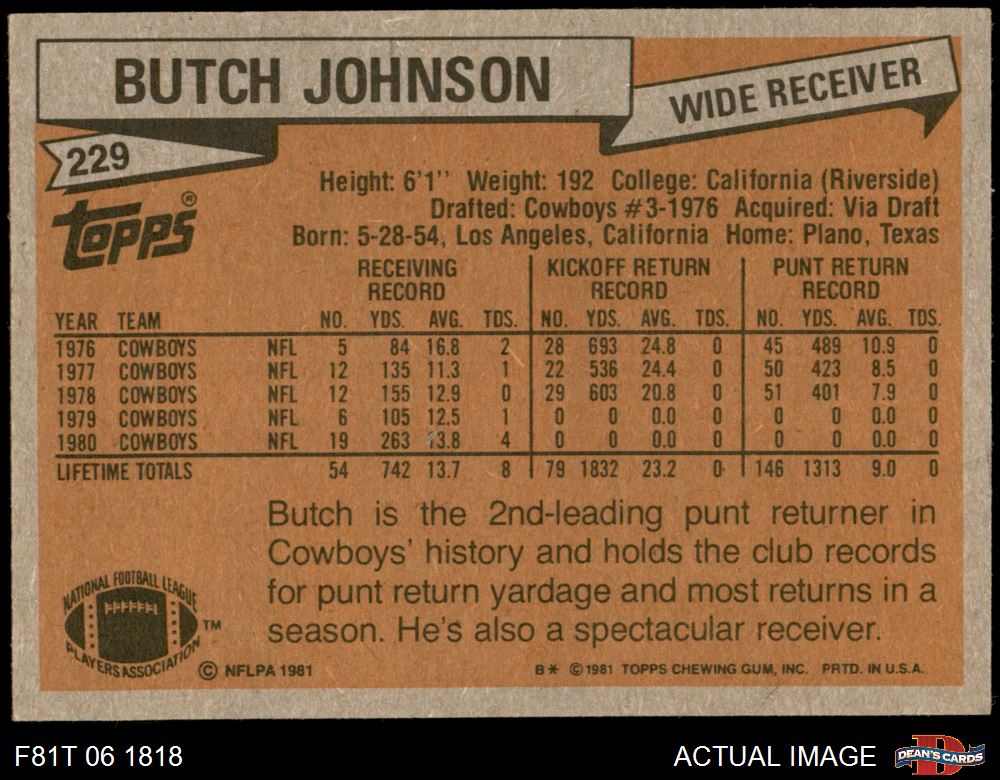 BUTCH JOHNSON
WIDE RECEIVER
229
TOPPS®
Height: 6'1'' Weight: 192 College: California (Riverside)
Drafted: Cowboys #3-1976 Acquired: Via Draft
Born: 5-28-54, Los Angeles, California Home: Plano, Texas
RECEIVING RECORD KICKOFF RETURN RECORD PUNT RETURN RECORD
YEAR TEAM NO. YDS. AVG. TDS. NO. YDS. AVG. TDS. NO. YDS. AVG. TDS.
1976 COWBOYS NFL 5 84 16.8 2 28 693 24.8 0 45 489 10.9 0
1977 COWBOYS NFL 12 135 11.3 1 22 536 24.4 0 50 423 8.5 0
1978 COWBOYS NFL 12 155 12.9 0 29 603 20.8 0 51 401 7.9 0
1979 COWBOYS NFL 6 105 12.5 1 0 0 0.0 0 0 0 0.0 0
1980 COWBOYS NFL 19 263 13.8 4 0 0 0.0 0 0 0 0.0 0
LIFETIME TOTALS 54 742 13.7 8 79 1832 23.2 0 146 1313 9.0 0
Butch is the 2nd-leading punt returner in
Cowboys' history and holds the club records
for punt return yardage and most returns in a
season. He's also a spectacular receiver.
NATIONAL FOOTBALL LEAGUE
PLAYERS ASSOCIATION
TM
© NFLPA 1981
B* ©1981 TOPPS CHEWING GUM, INC. PRTD. IN U.S.A.
F81T 06 1818
ACTUAL IMAGE
D
DEAN'S CARDS